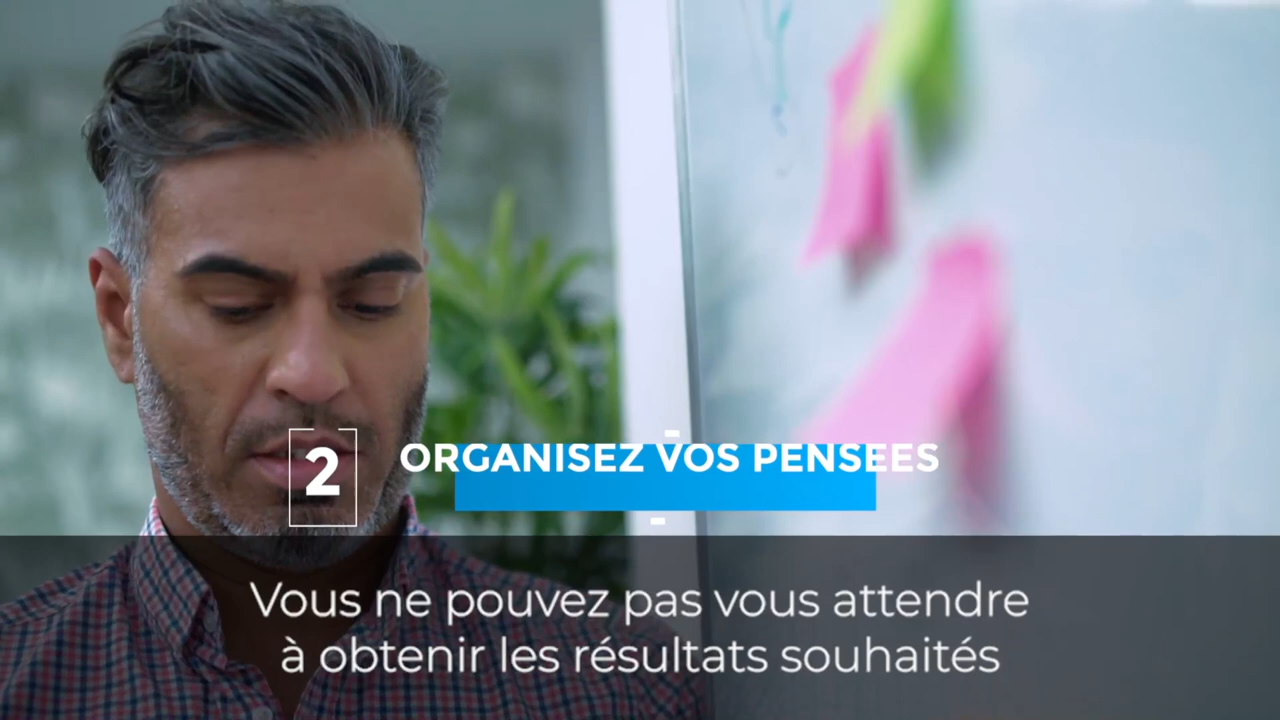 2
ORGANISEZ VOS PENSEES
Vous ne pouvez pas vous attendre
à obtenir les résultats souhaités